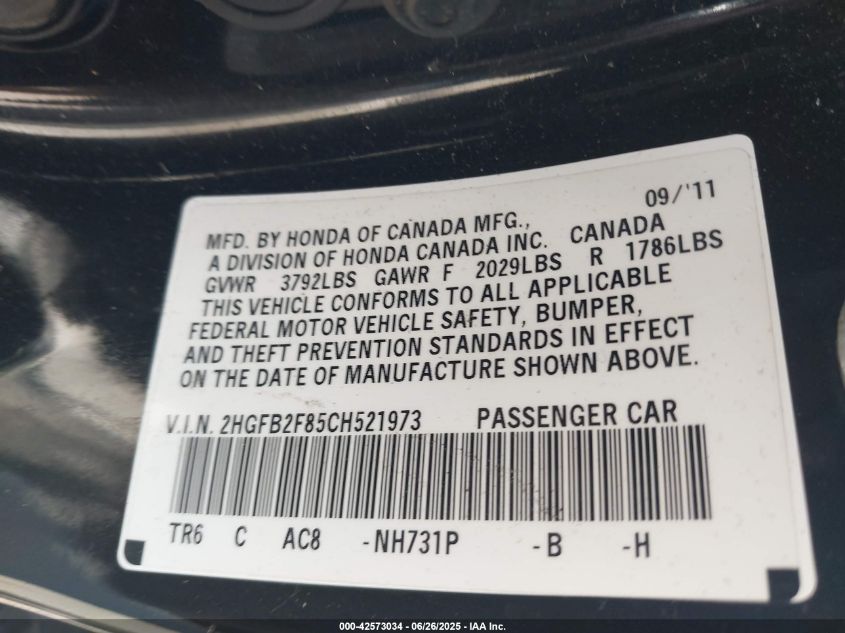 09/'11
MFD. BY HONDA OF CANADA MFG.,
A DIVISION OF HONDA CANADA INC. CANADA
GVWR 3792LBS GAWR F 2029LBS R 1786LBS
THIS VEHICLE CONFORMS TO ALL APPLICABLE
FEDERAL MOTOR VEHICLE SAFETY, BUMPER,
AND THEFT PREVENTION STANDARDS IN EFFECT
ON THE DATE OF MANUFACTURE SHOWN ABOVE.
V.I.N. 2HGFB2F85CH521973 PASSENGER CAR
TR6 C AC8 -NH731P -B -H
000-42573034 - 06/26/2025 - IAA Inc.